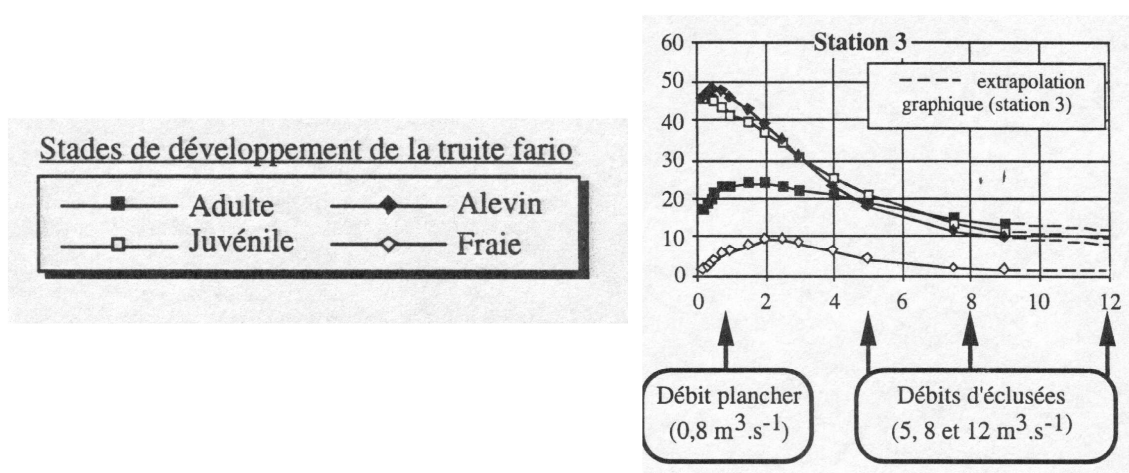 Stades de développement de la truite fario
Adulte
Alevin
Juvénile
Fraie
Station 3
60
50
40
30
20
10
0
extrapolation
graphique (station 3)
0 2 4 6 8 10 12
Débit plancher
(0,8 m³.s⁻¹)
Débits d'éclusées
(5, 8 et 12 m³.s⁻¹)